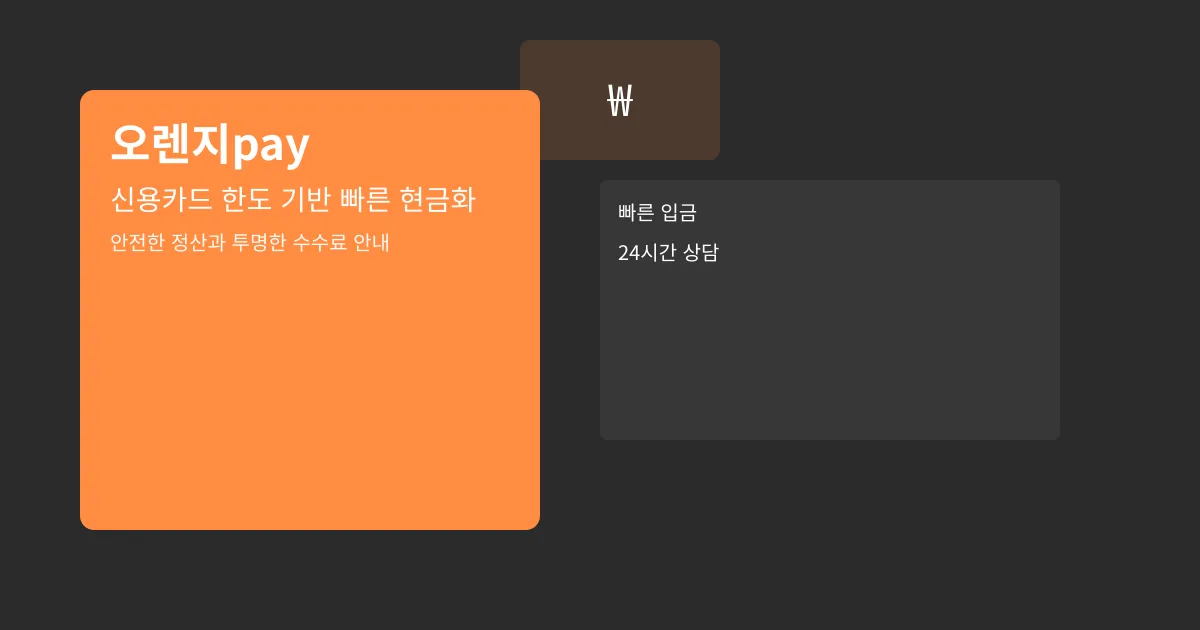 오렌지pay
신용카드 한도 기반 빠른 현금화
안전한 정산과 투명한 수수료 안내
₩
빠른 입금
24시간 상담